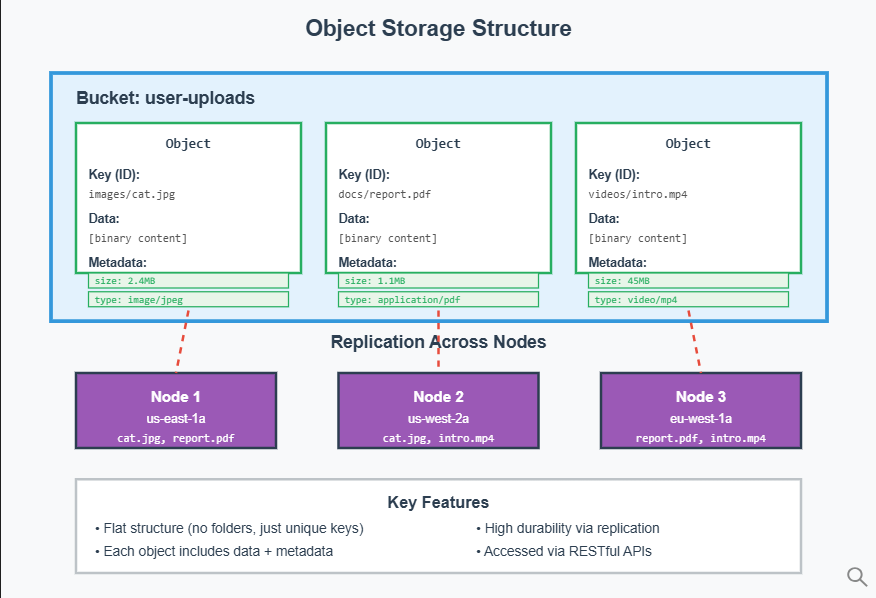 Object Storage Structure
Bucket: user-uploads
Object
Key (ID):
images/cat.jpg
Data:
[binary content]
Metadata:
size: 2.4MB
type: image/jpeg
Object
Key (ID):
docs/report.pdf
Data:
[binary content]
Metadata:
size: 1.1MB
type: application/pdf
Object
Key (ID):
videos/intro.mp4
Data:
[binary content]
Metadata:
size: 45MB
type: video/mp4
Replication Across Nodes
Node 1
us-east-1a
cat.jpg, report.pdf
Node 2
us-west-2a
cat.jpg, intro.mp4
Node 3
eu-west-1a
report.pdf, intro.mp4
Key Features
• Flat structure (no folders, just unique keys)
• Each object includes data + metadata
• High durability via replication
• Accessed via RESTful APIs